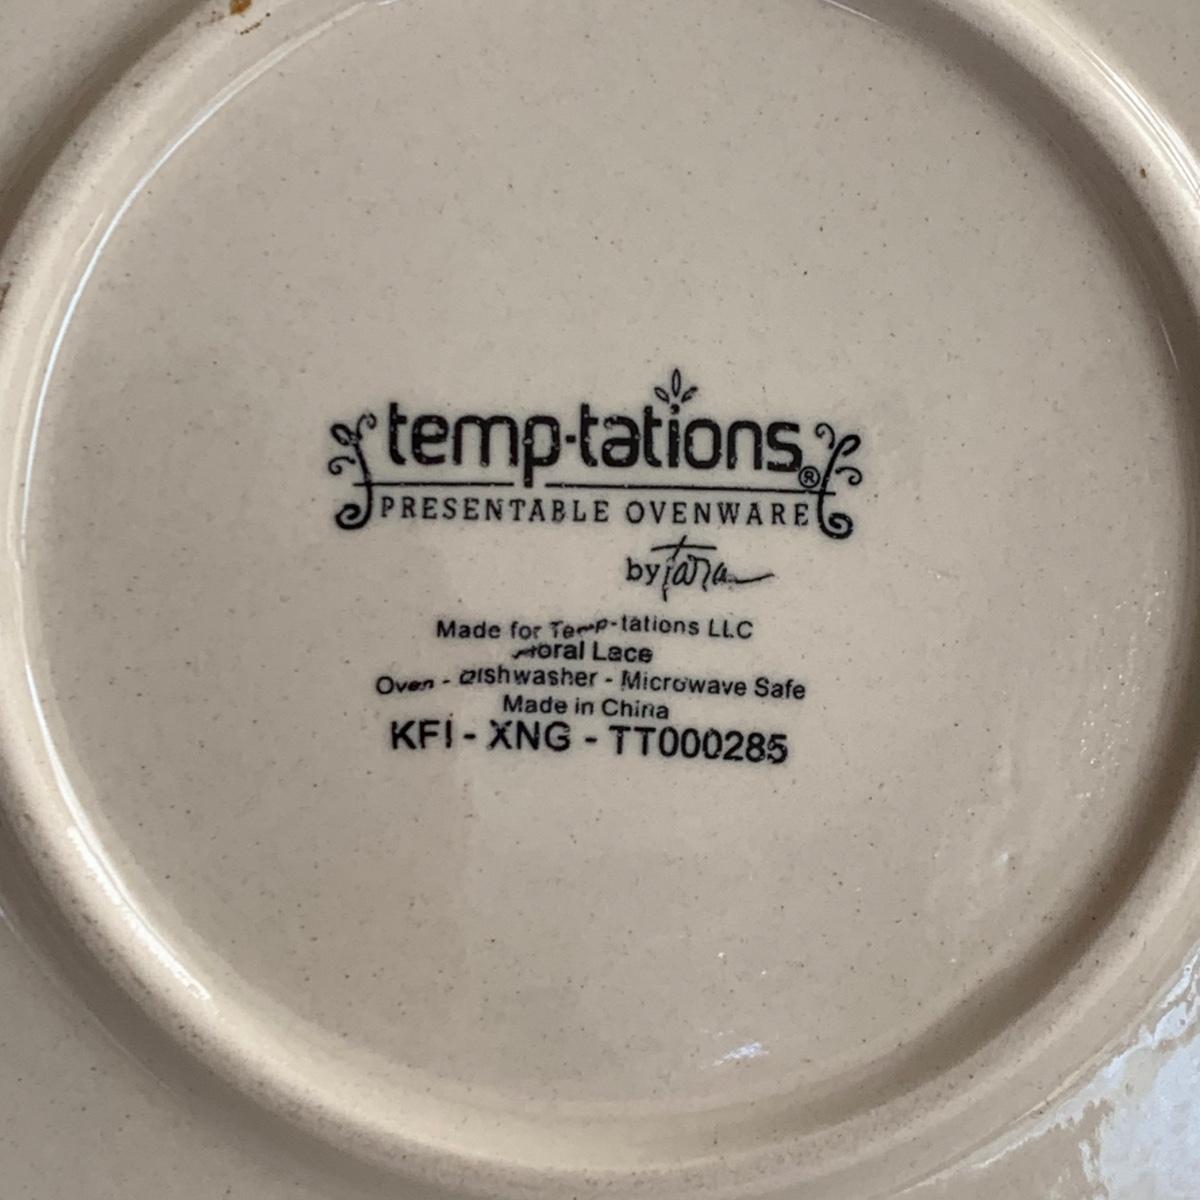 temp-tations®
PRESENTABLE OVENWARE
by Tara
Made for Temp-tations LLC
Floral Lace
Oven - Dishwasher - Microwave Safe
Made in China
KFI - XNG - TT000285